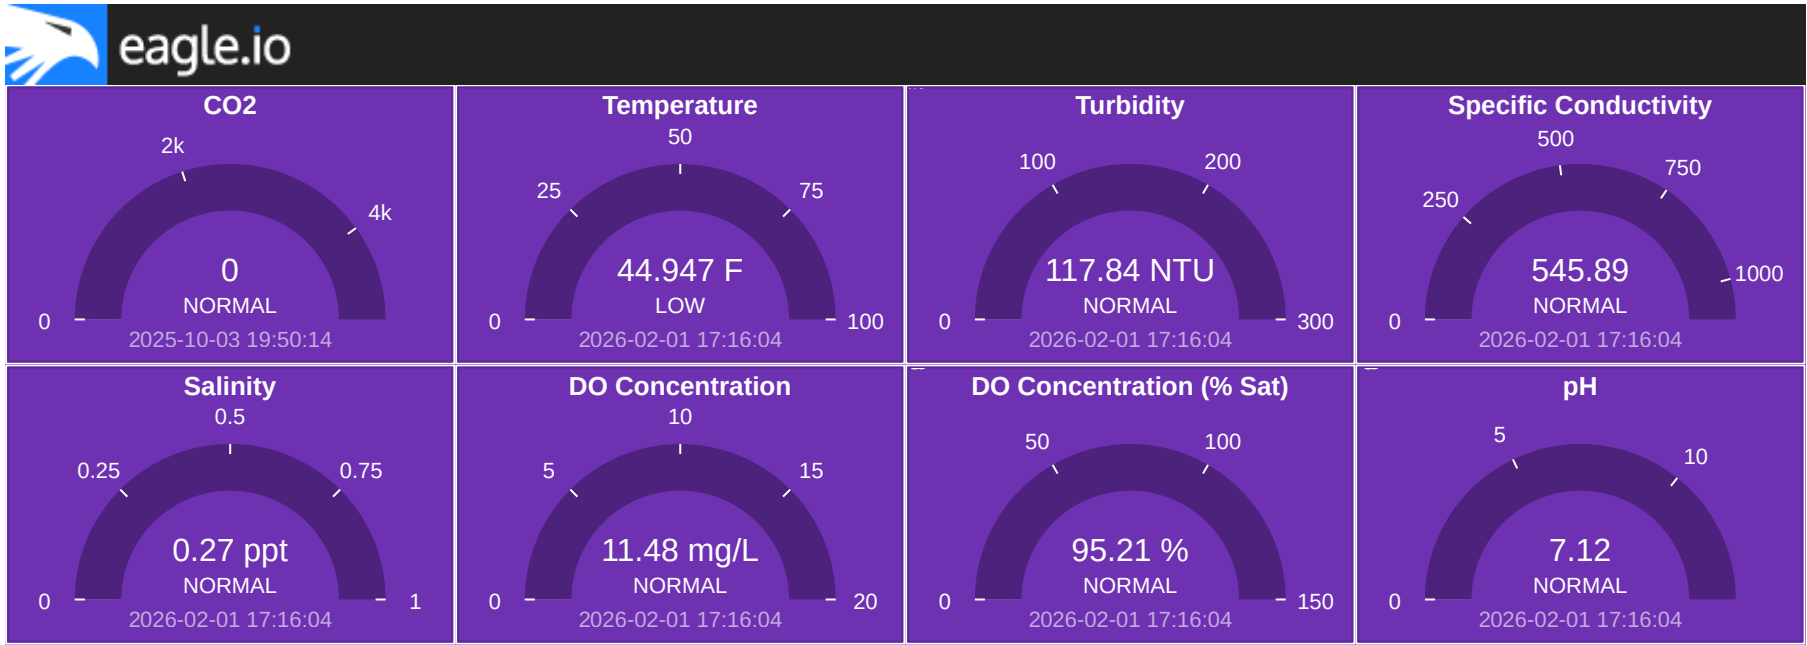 eagle.io
CO2
2k
4k
0
0
NORMAL
2025-10-03 19:50:14
Temperature
50
25
75
44.947 F
LOW
0
100
2026-02-01 17:16:04
Turbidity
100
200
117.84 NTU
NORMAL
0
300
2026-02-01 17:16:04
Specific Conductivity
500
750
250
545.89
1000
NORMAL
0
2026-02-01 17:16:04
Salinity
0.5
0.25
0.75
0.27 ppt
NORMAL
0
1
2026-02-01 17:16:04
DO Concentration
10
5
15
11.48 mg/L
NORMAL
0
20
2026-02-01 17:16:04
DO Concentration (% Sat)
50
100
95.21 %
NORMAL
0
150
2026-02-01 17:16:04
pH
5
10
7.12
NORMAL
0
2026-02-01 17:16:04